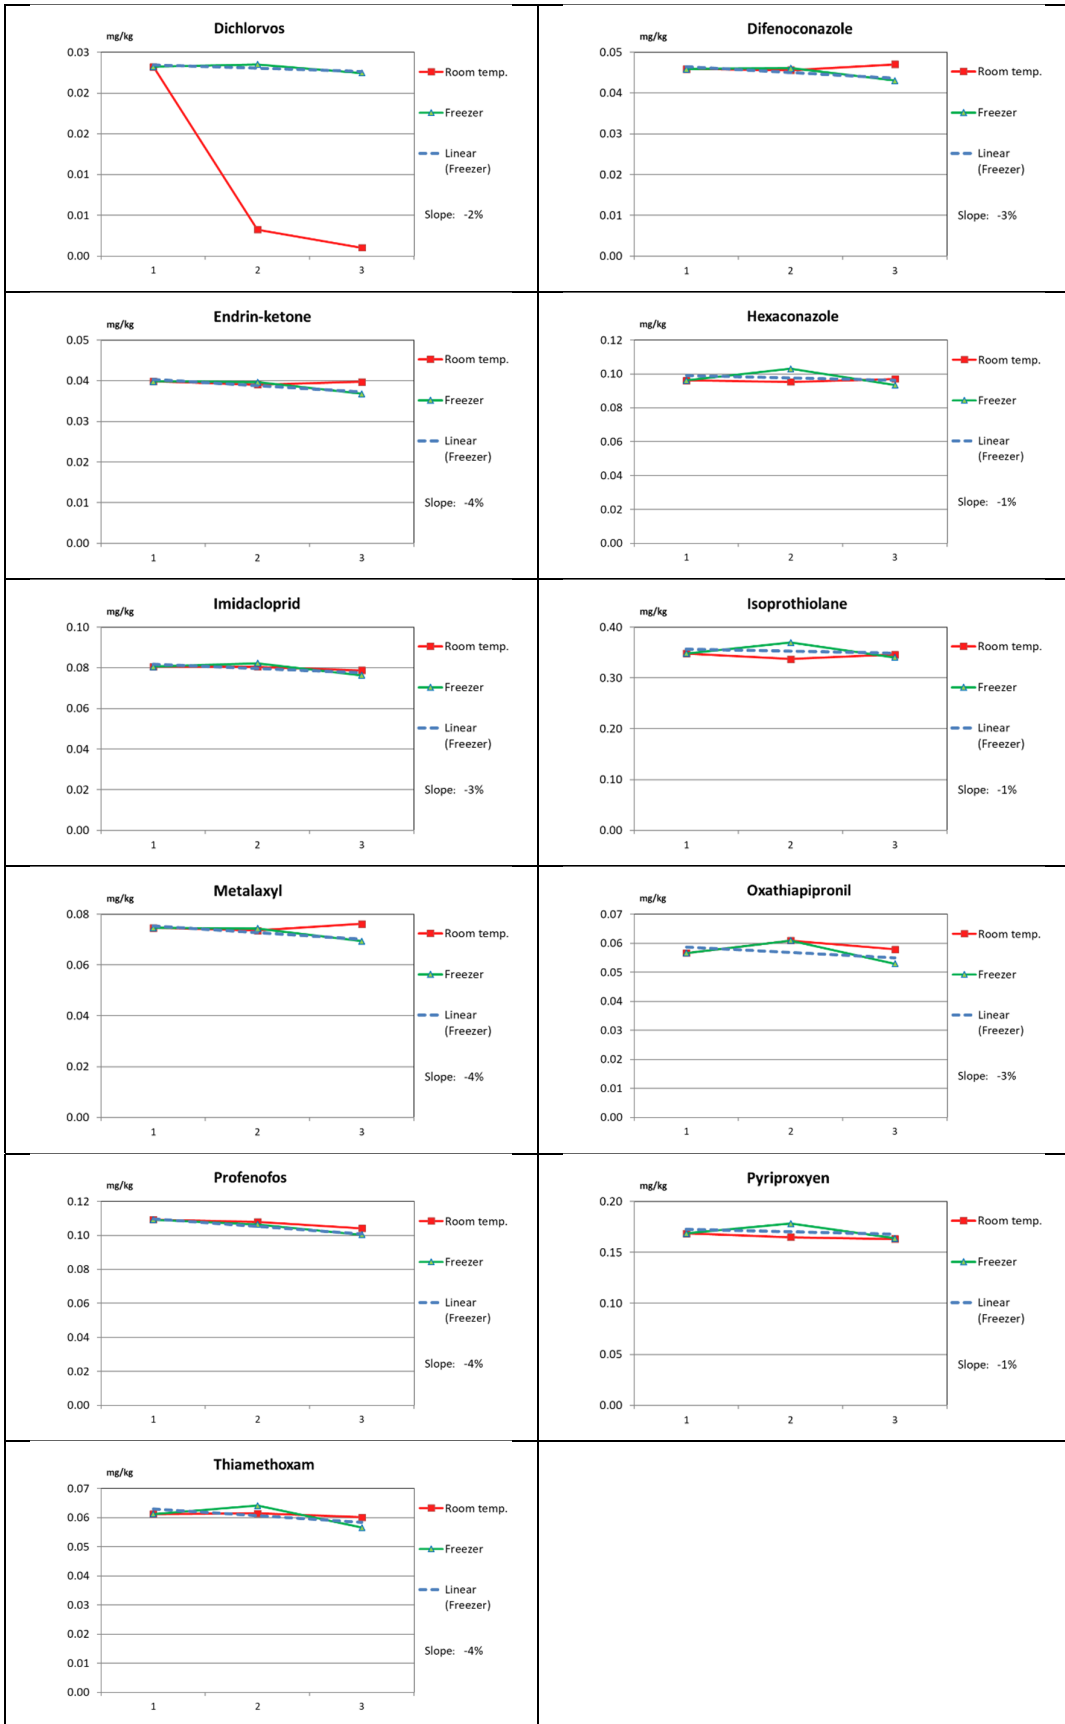 Dichlorvos
mg/kg
0.03
0.02
0.02
0.01
0.01
0.00
1 2 3
Room temp.
Freezer
Linear
(Freezer)
Slope: -2%
Difenoconazole
mg/kg
0.05
0.04
0.03
0.02
0.01
0.00
1 2 3
Room temp.
Freezer
Linear
(Freezer)
Slope: -3%
Endrin-ketone
mg/kg
0.05
0.04
0.03
0.02
0.01
0.00
1 2 3
Room temp.
Freezer
Linear
(Freezer)
Slope: -4%
Hexaconazole
mg/kg
0.12
0.10
0.08
0.06
0.04
0.02
0.00
1 2 3
Room temp.
Freezer
Linear
(Freezer)
Slope: -1%
Imidacloprid
mg/kg
0.10
0.08
0.06
0.04
0.02
0.00
1 2 3
Room temp.
Freezer
Linear
(Freezer)
Slope: -3%
Isoprothiolane
mg/kg
0.40
0.30
0.20
0.10
0.00
1 2 3
Room temp.
Freezer
Linear
(Freezer)
Slope: -1%
Metalaxyl
mg/kg
0.08
0.06
0.04
0.02
0.00
1 2 3
Room temp.
Freezer
Linear
(Freezer)
Slope: -4%
Oxathiapipronil
mg/kg
0.07
0.06
0.05
0.04
0.03
0.02
0.01
0.00
1 2 3
Room temp.
Freezer
Linear
(Freezer)
Slope: -3%
Profenofos
mg/kg
0.12
0.10
0.08
0.06
0.04
0.02
0.00
1 2 3
Room temp.
Freezer
Linear
(Freezer)
Slope: -4%
Pyriproxyen
mg/kg
0.20
0.15
0.10
0.05
0.00
1 2 3
Room temp.
Freezer
Linear
(Freezer)
Slope: -1%
Thiamethoxam
mg/kg
0.07
0.06
0.05
0.04
0.03
0.02
0.01
0.00
1 2 3
Room temp.
Freezer
Linear
(Freezer)
Slope: -4%